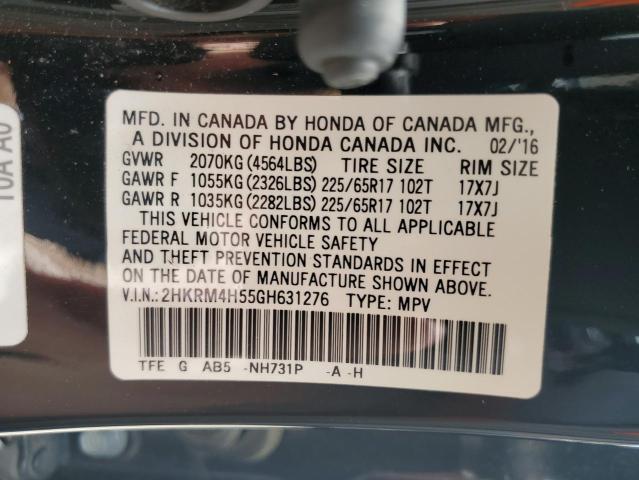 MFD. IN CANADA BY HONDA OF CANADA MFG.,
A DIVISION OF HONDA CANADA INC. 02/'16
GVWR 2070KG (4564LBS) TIRE SIZE RIM SIZE
GAWR F 1055KG (2326LBS) 225/65R17 102T 17X7J
GAWR R 1035KG (2282LBS) 225/65R17 102T 17X7J
THIS VEHICLE CONFORMS TO ALL APPLICABLE
FEDERAL MOTOR VEHICLE SAFETY
AND THEFT PREVENTION STANDARDS IN EFFECT
ON THE DATE OF MANUFACTURE SHOWN ABOVE.
V.I.N.: 2HKRM4H55GH631276 TYPE: MPV
TFE G AB5 -NH731P -A -H